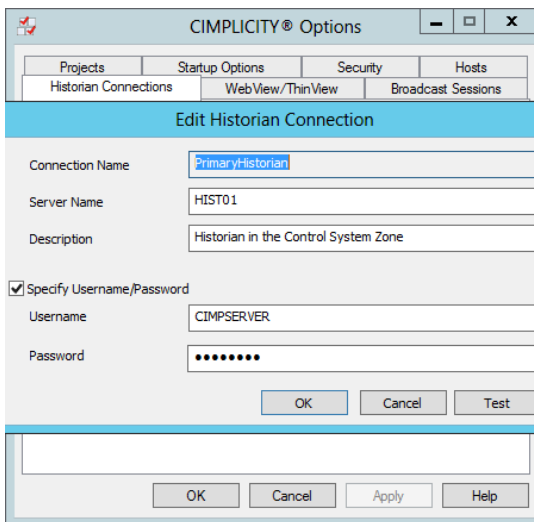 CIMPLICITY® Options
Projects Startup Options Security Hosts
Historian Connections WebView/ThinView Broadcast Sessions
Edit Historian Connection
Connection Name PrimaryHistorian
Server Name HIST01
Description Historian in the Control System Zone
Specify Username/Password
Username CIMPSERVER
Password ●●●●●●●●
OK Cancel Test
OK Cancel Apply Help